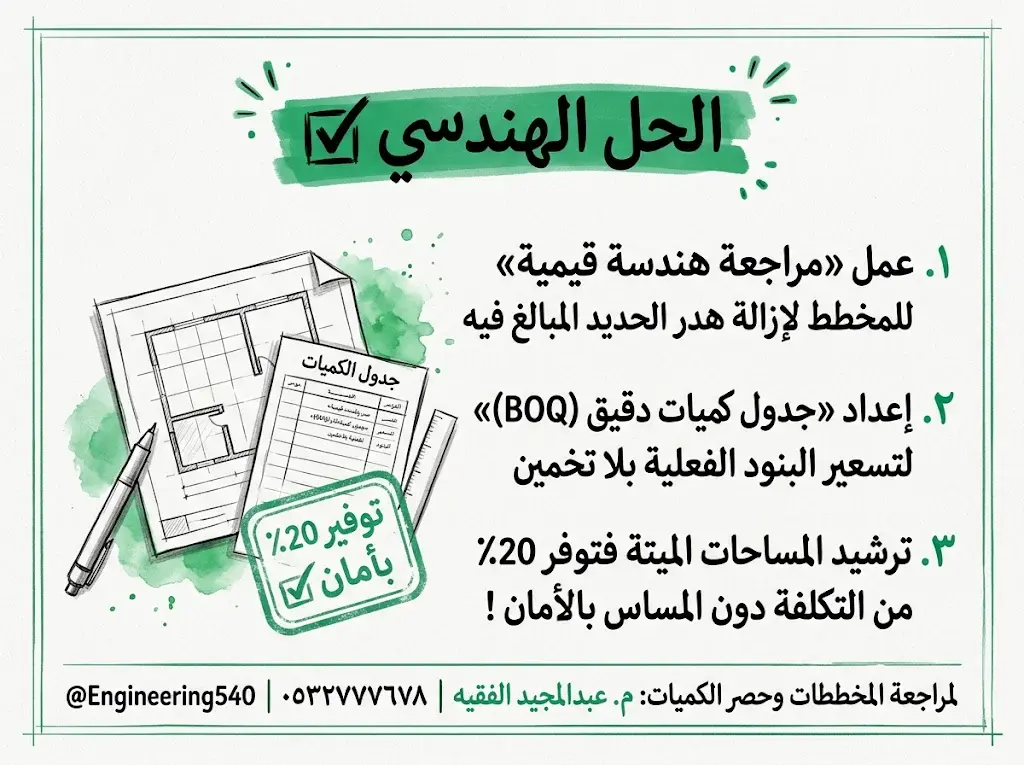 الحل الهندسي ☑
١. عمل «مراجعة هندسة قيمية»
للمخطط لإزالة هدر الحديد المبالغ فيه
٢. إعداد «جدول كميات دقيق (BOQ)»
لتسعير البنود الفعلية بلا تخمين
٣. ترشيد المساحات الميتة فتوفر 20٪
من التكلفة دون المساس بالأمان !
جدول الكميات
توفير 20٪
بأمان ☑
لمراجعة المخططات وحصر الكميات: م. عبدالمجيد الفقيه | ٠٥٣٢٧٧٧٦٧٨ | @Engineering540